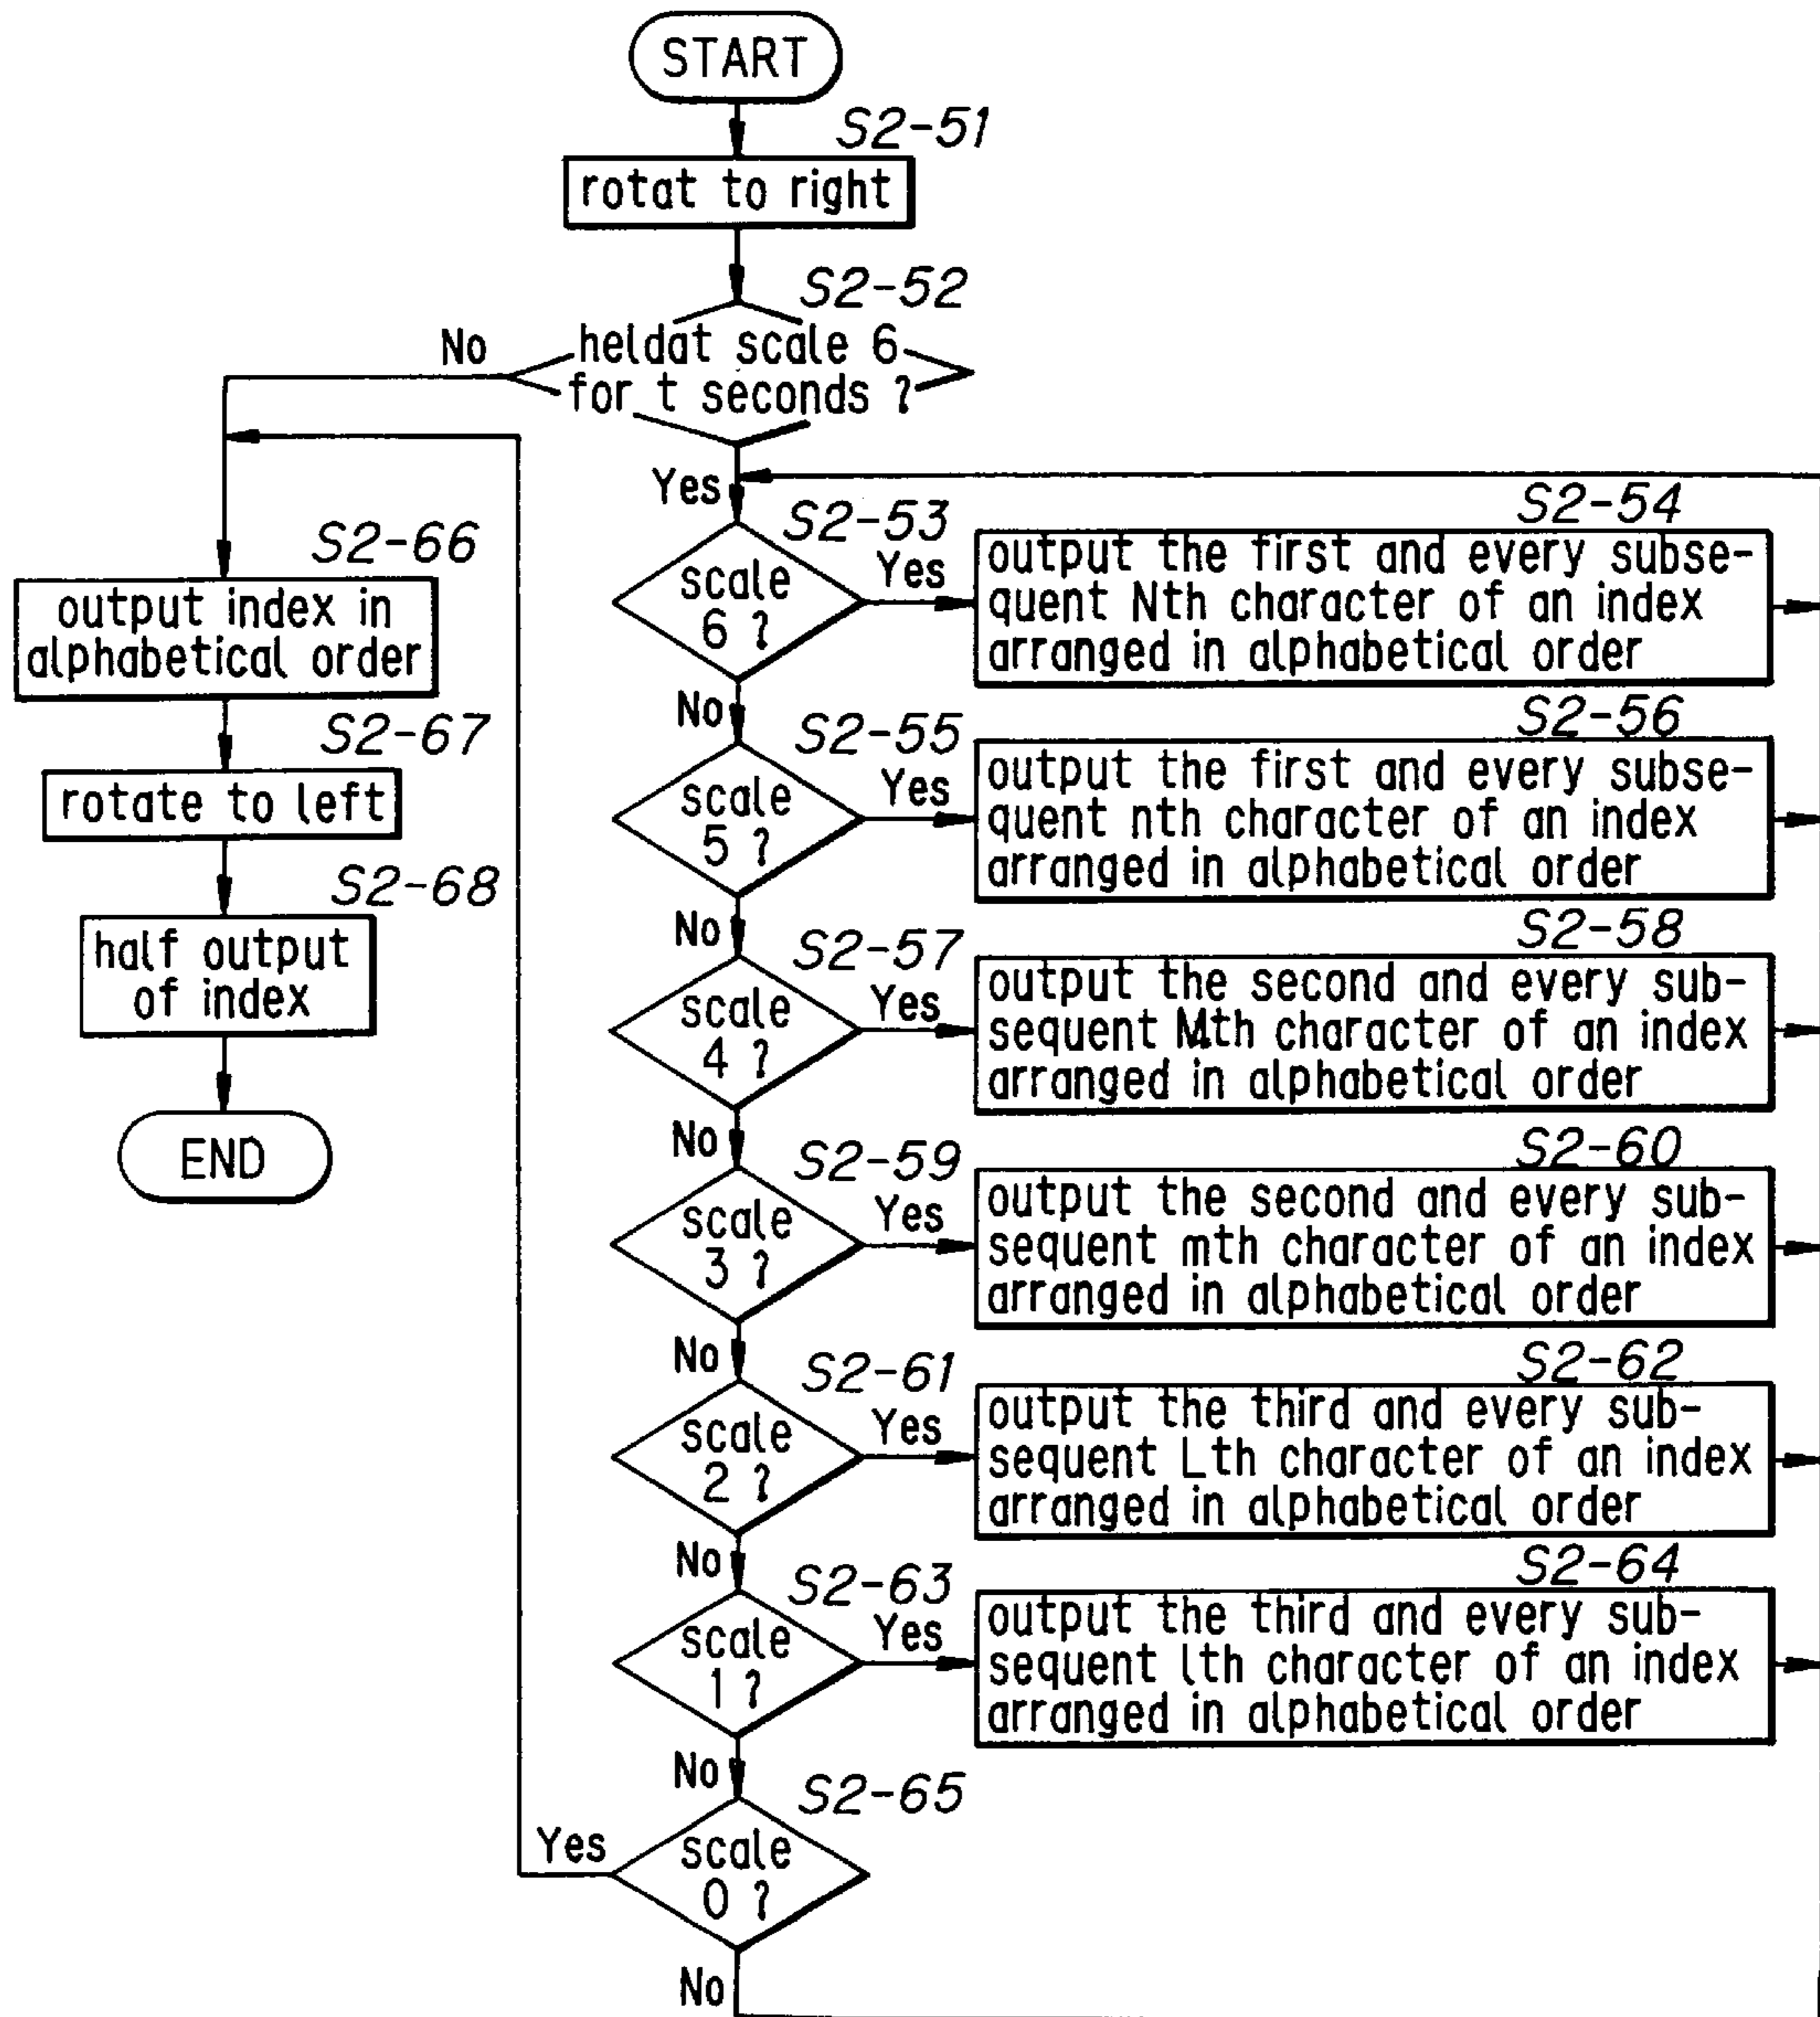 START
S2-51
rotat to right
S2-52
heldat scale 6
for t seconds ?
No
Yes
S2-53
scale
6 ?
Yes
S2-54
output the first and every subse-
quent Nth character of an index
arranged in alphabetical order
No
S2-55
scale
5 ?
Yes
S2-56
output the first and every subse-
quent nth character of an index
arranged in alphabetical order
No
S2-57
scale
4 ?
Yes
S2-58
output the second and every sub-
sequent Mth character of an index
arranged in alphabetical order
No
S2-59
scale
3 ?
Yes
S2-60
output the second and every sub-
sequent mth character of an index
arranged in alphabetical order
No
S2-61
scale
2 ?
Yes
S2-62
output the third and every sub-
sequent Lth character of an index
arranged in alphabetical order
No
S2-63
scale
1 ?
Yes
S2-64
output the third and every sub-
sequent lth character of an index
arranged in alphabetical order
No
S2-65
scale
0 ?
Yes
No
S2-66
output index in
alphabetical order
S2-67
rotate to left
S2-68
half output
of index
END